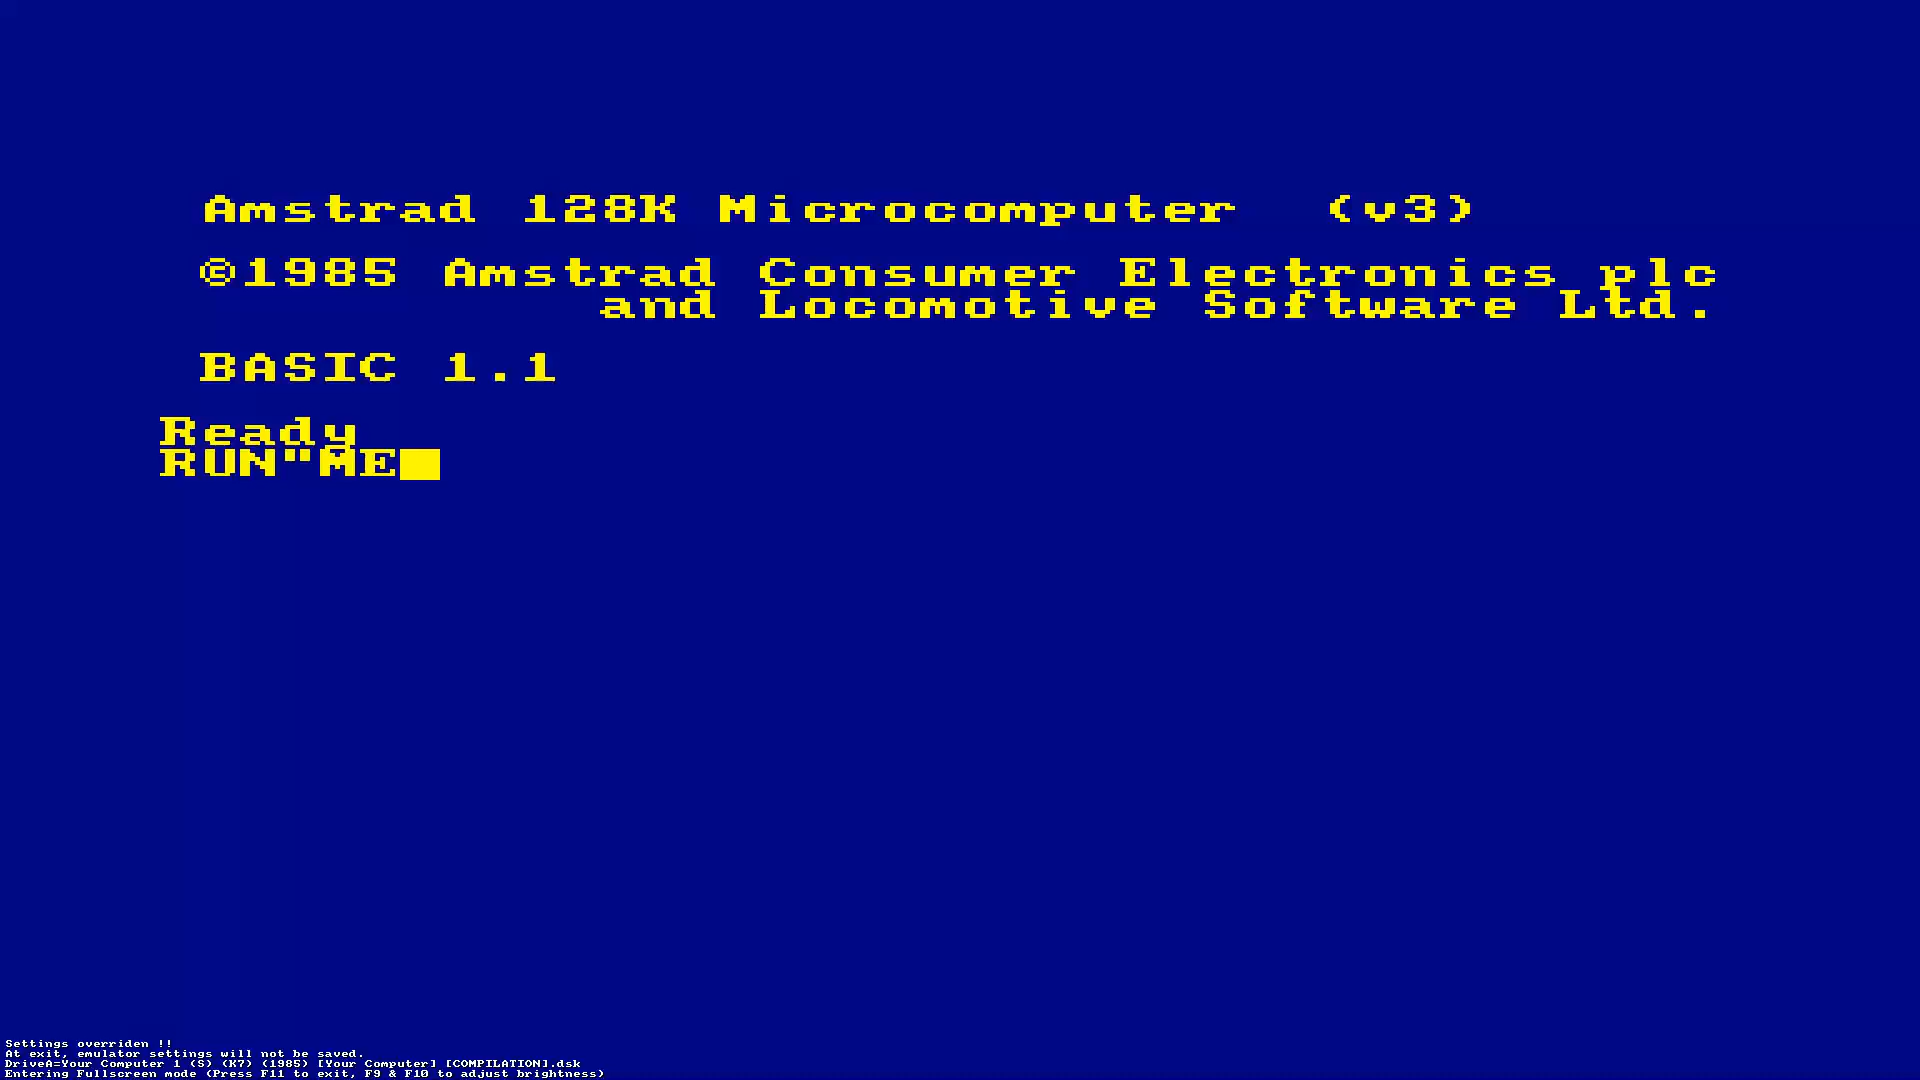 Amstrad 128K Microcomputer (v3)
©1985 Amstrad Consumer Electronics plc
and Locomotive Software Ltd.
BASIC 1.1
Ready
RUN"ME
Settings overriden !!
At exit, emulator settings will not be saved.
DriveA=Your Computer 1 (S) (K7) (1985) [Your Computer] [COMPILATION].dsk
Entering Fullscreen mode (Press F11 to exit, F9 & F10 to adjust brightness)